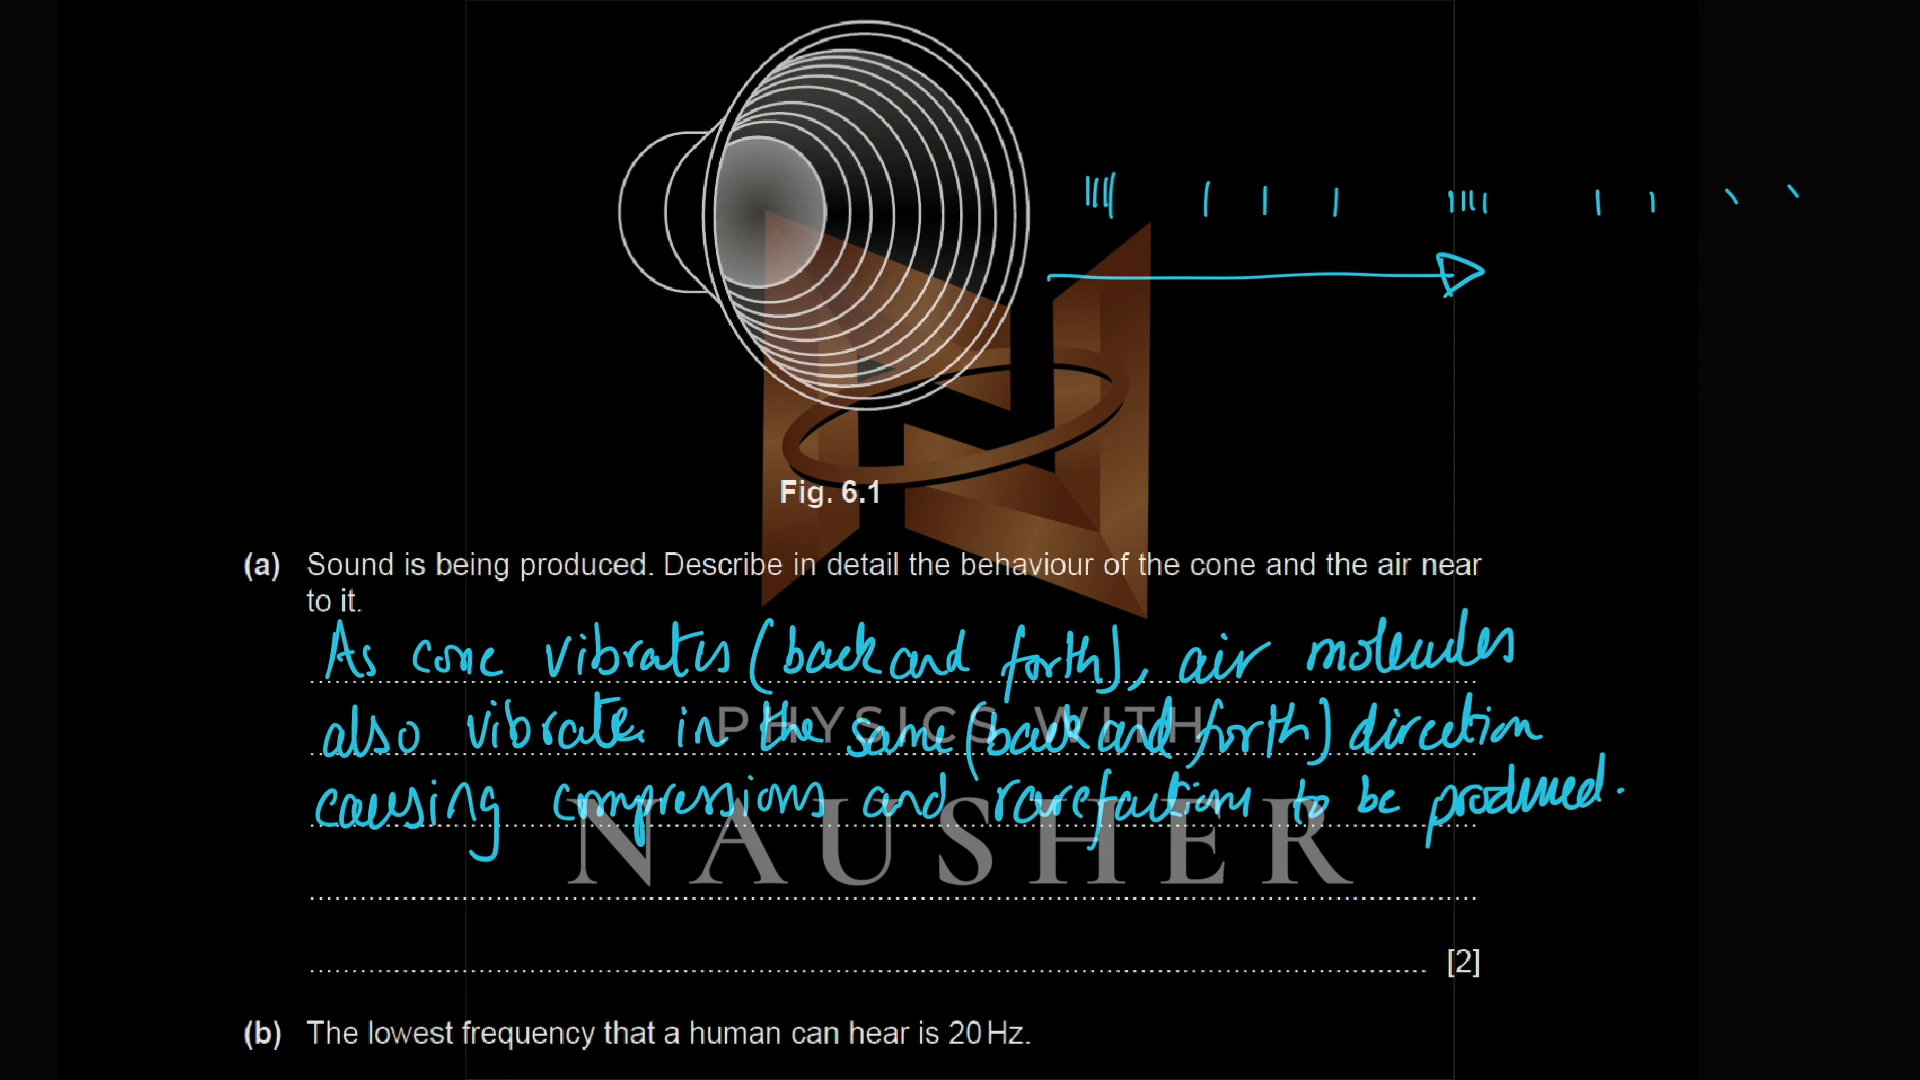 Fig. 6.1
(a) Sound is being produced. Describe in detail the behaviour of the cone and the air near
to it.
As cone vibrates (back and forth), air molecules
also vibrate in the same (back and forth) direction
PHYSICS WITH
causing compressions and rarefactions to be produced.
NAUSHER
[2]
(b) The lowest frequency that a human can hear is 20 Hz.